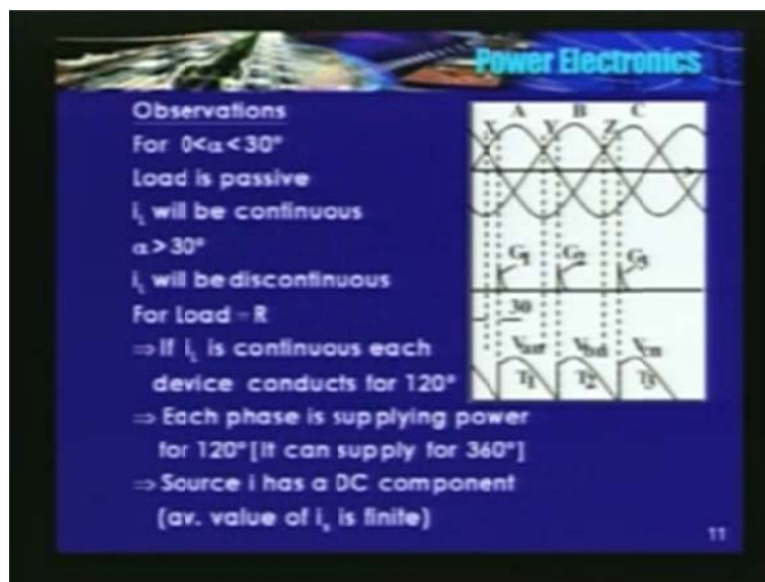 Power Electronics
Observations
For 0<α<30°
Load is passive
iL will be continuous
α>30°
iL will be discontinuous
For Load - R
⇒If iL is continuous each
device conducts for 120°
⇒ Each phase is supplying power
for 120° [It can supply for 360°]
⇒ Source i has a DC component
(av. value of is is finite)
A B C
X Y Z
G1 G2 G3
30
Van Vbn Vcn
T1 T2 T3
11